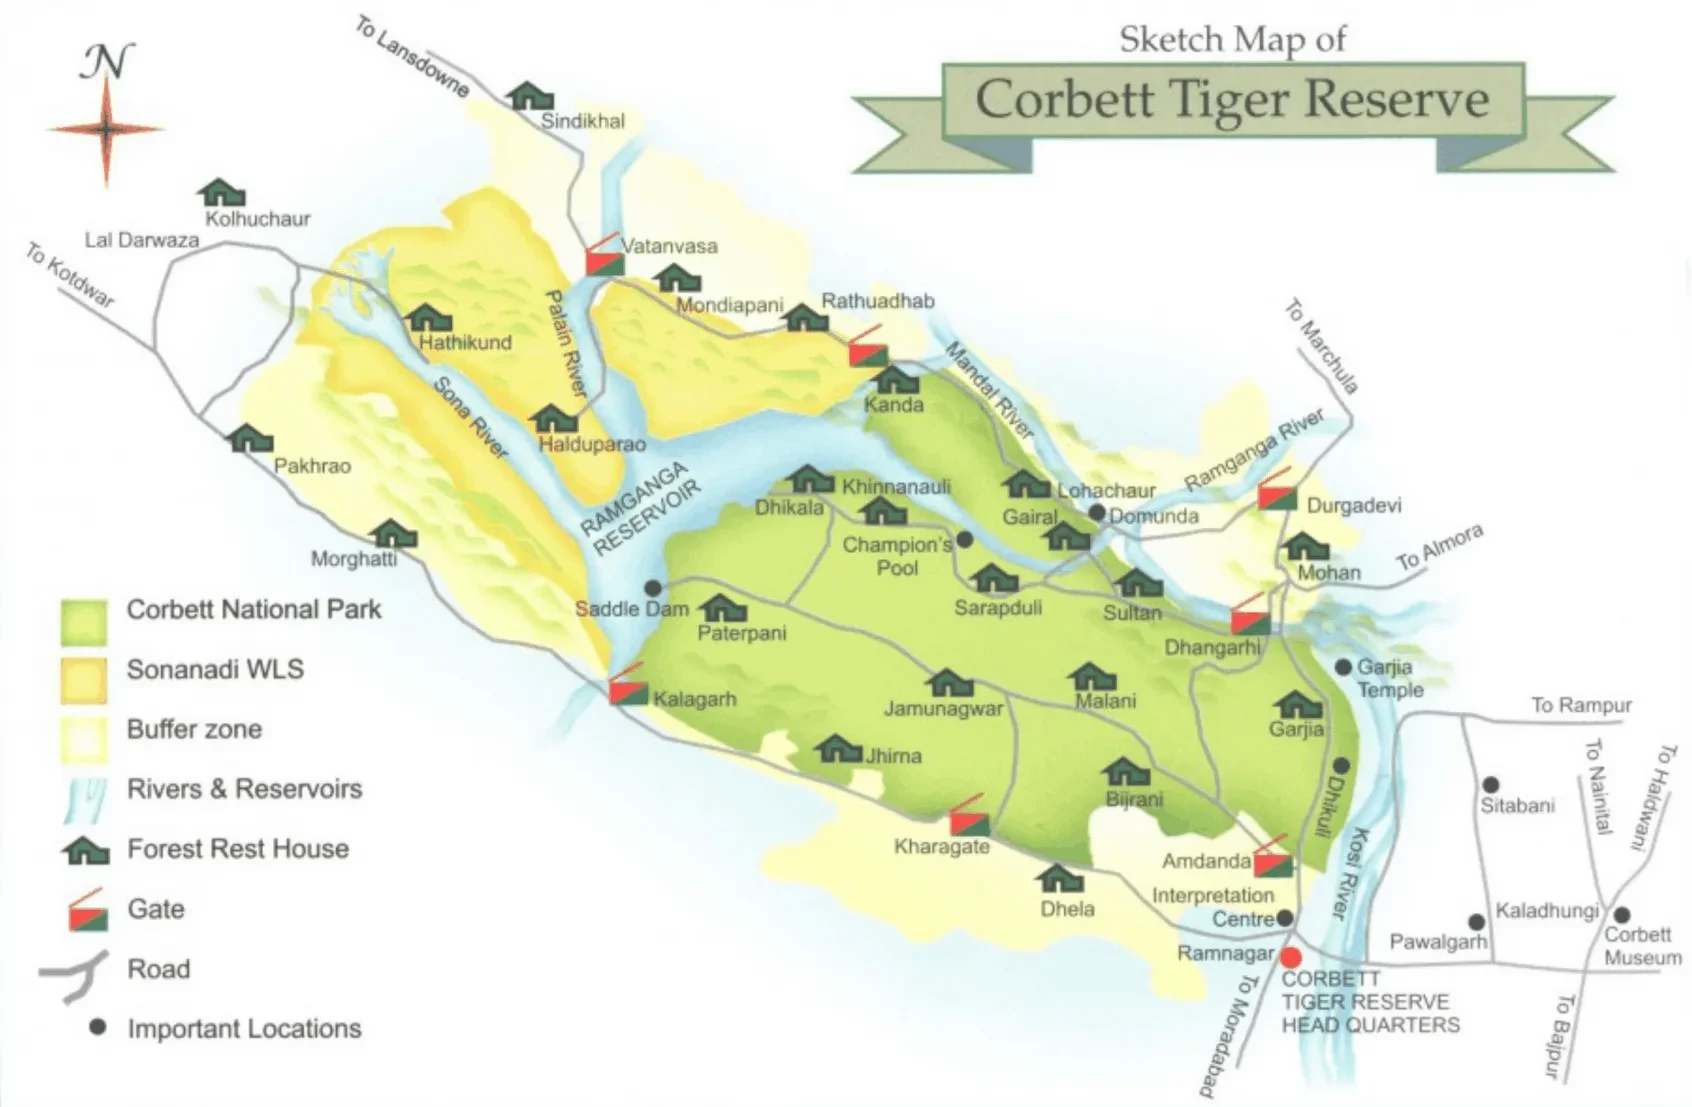 Sketch Map of
Corbett Tiger Reserve
N
To Lansdowne
Sindikhal
Kolhuchaur
Lal Darwaza
To Kotdwar
Vatanvasa
Mondiapani
Rathuadhab
Hathikund
Palain River
Sona River
Halduparao
Kanda
Mandal River
To Marchula
Ramganga River
Pakhrao
Morghatti
RAMGANGA
RESERVOIR
Dhikala
Khinnanauli
Champion's
Pool
Gairal
Lohachaur
Domunda
Durgadevi
Mohan
To Almora
Saddle Dam
Paterpani
Sarapduli
Sultan
Dhangarhi
Garjia
Temple
Kalagarh
Jamunagwar
Malani
Garjia
To Rampur
Jhirna
Bijrani
Dhikuli
Sitabani
To Nainital
To Haldwani
Kharagate
Amdanda
Kosi River
Dhela
Interpretation
Centre
Ramnagar
Pawalgarh
Kaladhungi
Corbett
Museum
CORBETT
TIGER RESERVE
HEAD QUARTERS
To Moradabad
To Bajpur
Corbett National Park
Sonanadi WLS
Buffer zone
Rivers & Reservoirs
Forest Rest House
Gate
Road
Important Locations